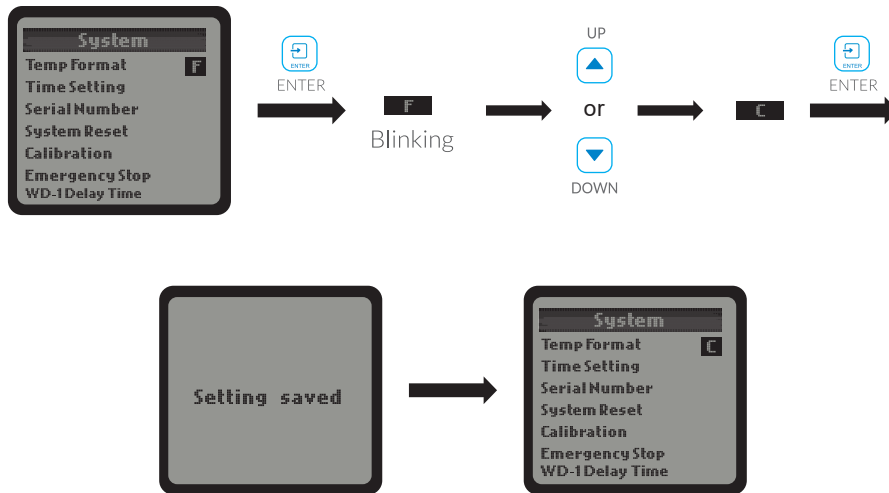 System
Temp Format F
Time Setting
Serial Number
System Reset
Calibration
Emergency Stop
WD-1 Delay Time
ENTER
ENTER
F
Blinking
UP
or
DOWN
C
ENTER
ENTER
Setting saved
System
Temp Format C
Time Setting
Serial Number
System Reset
Calibration
Emergency Stop
WD-1 Delay Time